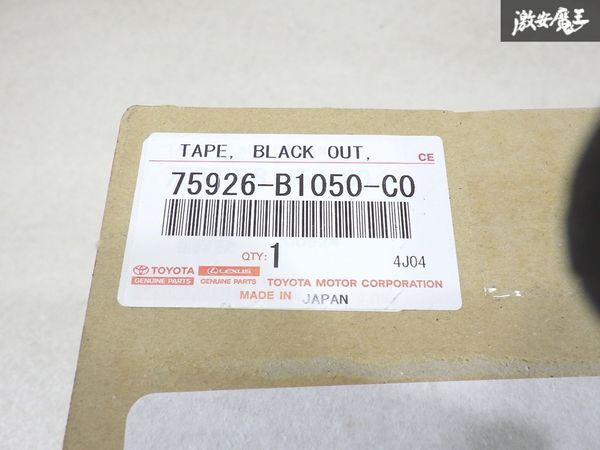 激安魔王
TAPE, BLACK OUT,
CE
75926-B1050-C0
QTY: 1
4J04
TOYOTA LEXUS
GENUINE PARTS GENUINE PARTS TOYOTA MOTOR CORPORATION
MADE IN JAPAN